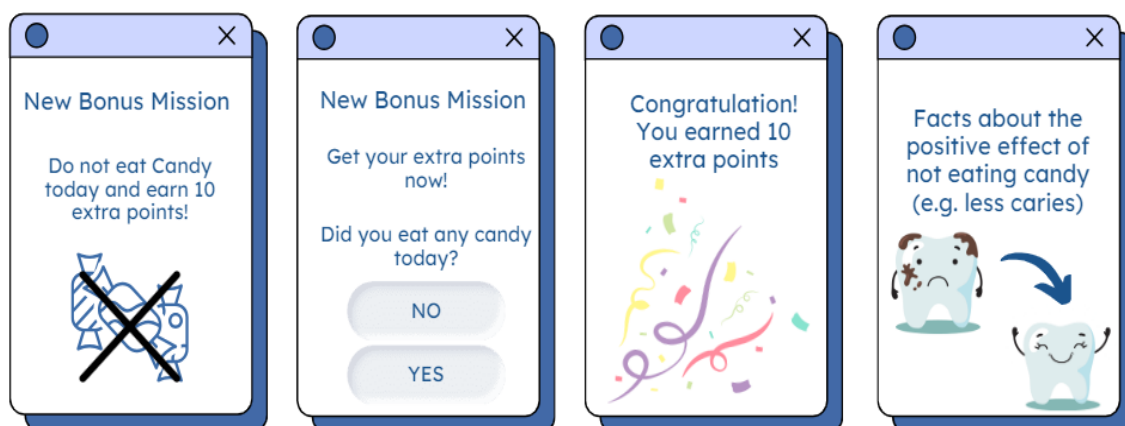 New Bonus Mission
Do not eat Candy
today and earn 10
extra points!
New Bonus Mission
Get your extra points
now!
Did you eat any candy
today?
NO
YES
Congratulation!
You earned 10
extra points
Facts about the
positive effect of
not eating candy
(e.g. less caries)